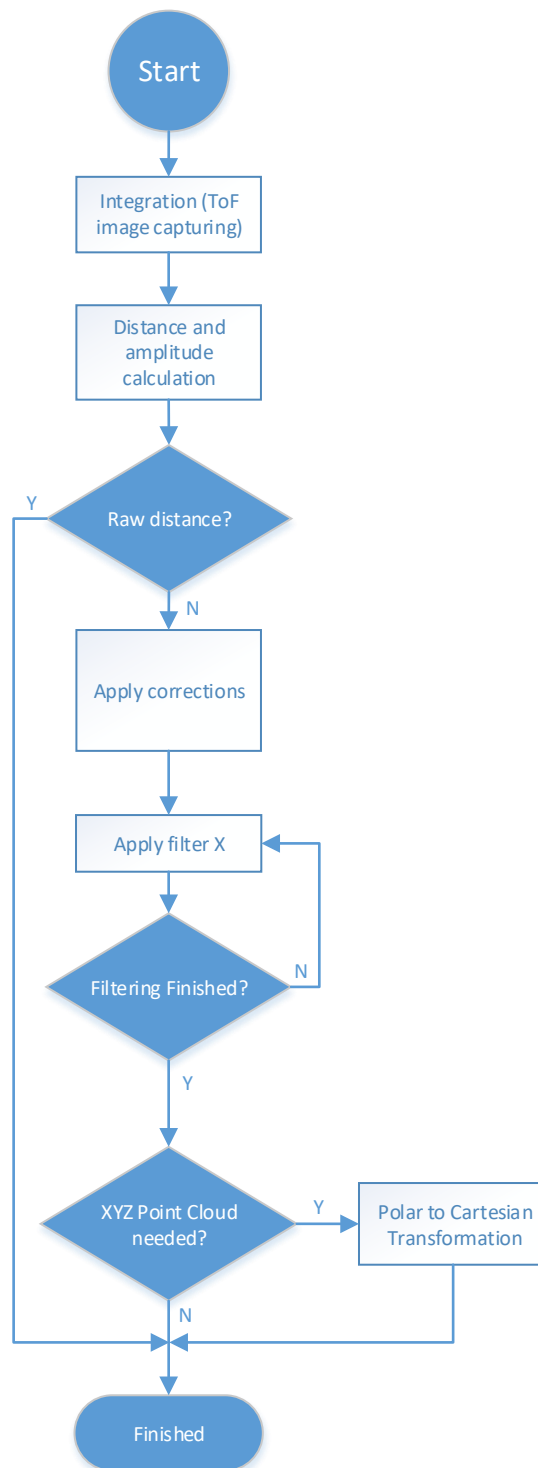 Start
Integration (ToF
image capturing)
Distance and
amplitude
calculation
Y
Raw distance?
N
Apply corrections
Apply filter X
N
Filtering Finished?
Y
XYZ Point Cloud
needed?
Y
Polar to Cartesian
Transformation
N
Finished